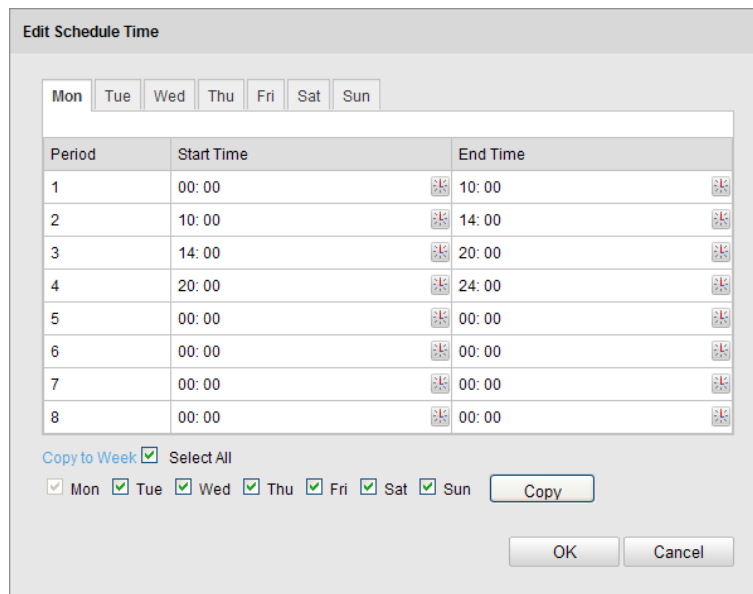 Edit Schedule Time
Mon Tue Wed Thu Fri Sat Sun
Period Start Time End Time
1 00: 00 10: 00
2 10: 00 14: 00
3 14: 00 20: 00
4 20: 00 24: 00
5 00: 00 00: 00
6 00: 00 00: 00
7 00: 00 00: 00
8 00: 00 00: 00
Copy to Week Select All
Mon Tue Wed Thu Fri Sat Sun Copy
OK Cancel